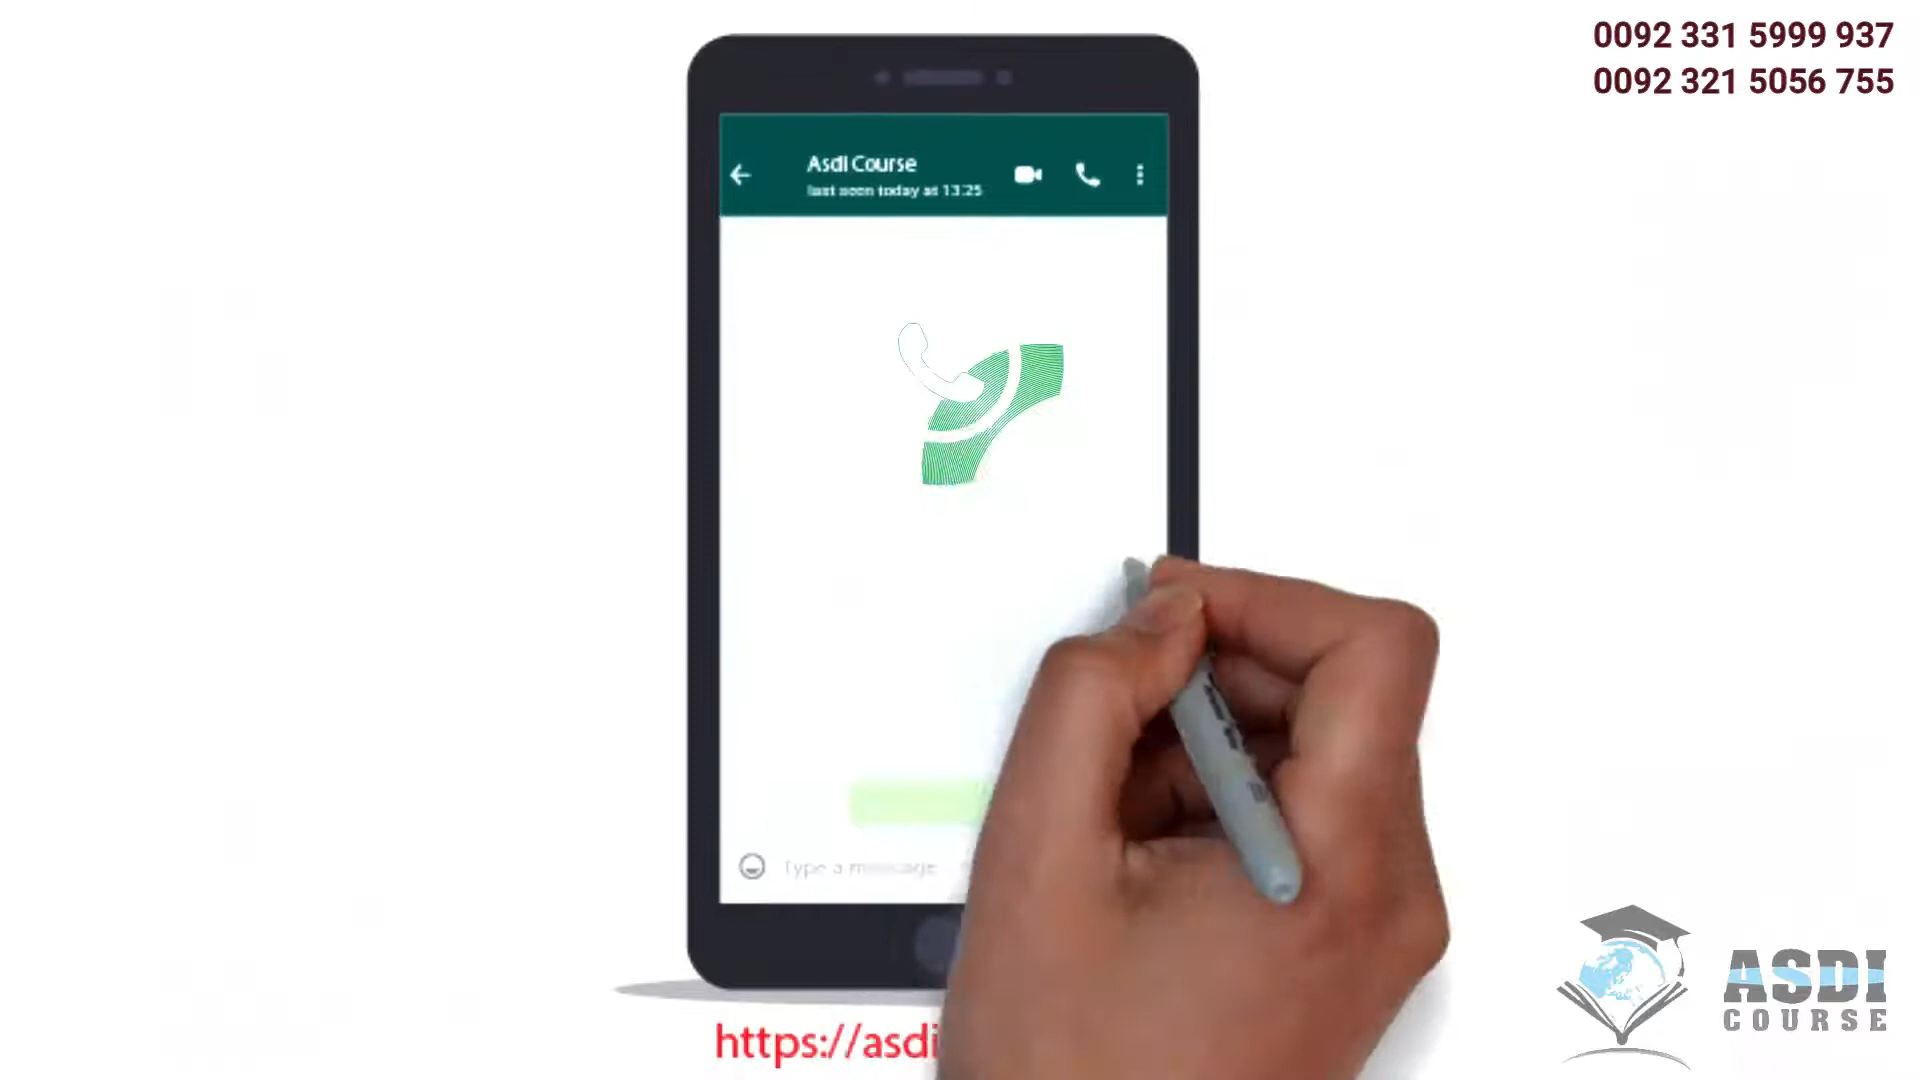 0092 331 5999 937
0092 321 5056 755
Asdi Course
last seen today at 13:25
Type a message
https://asdi
ASDI
COURSE